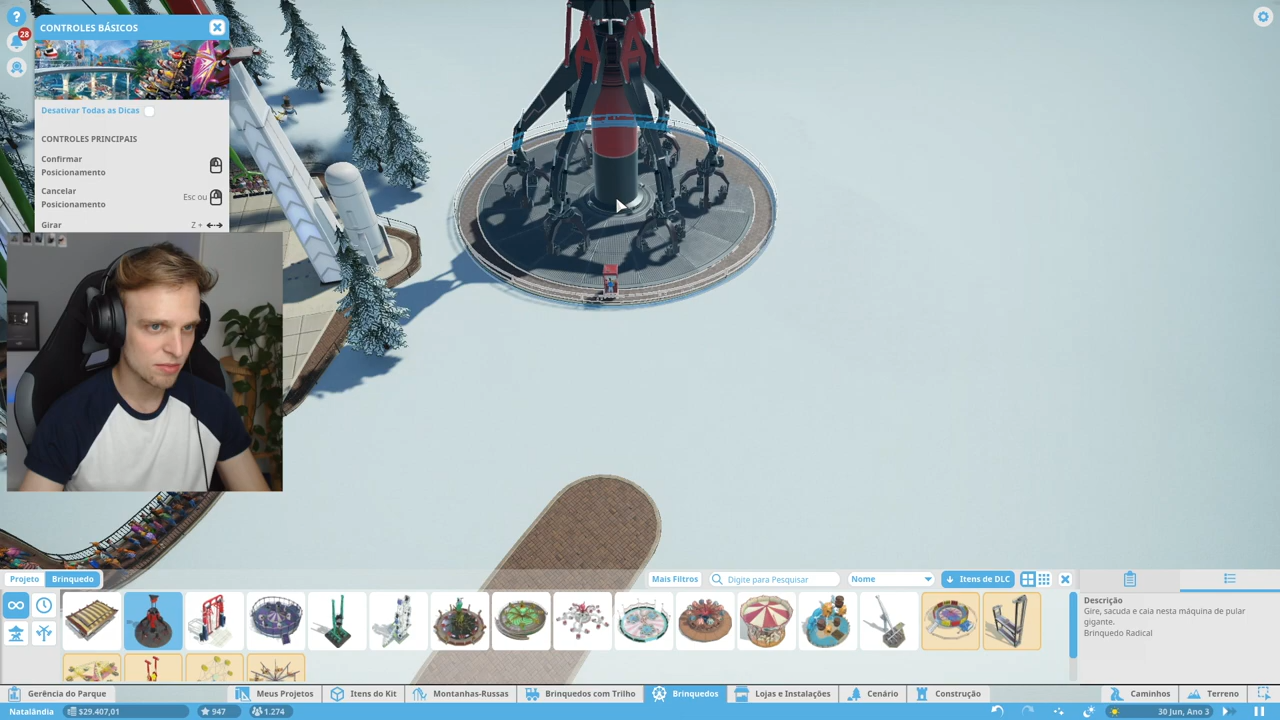 ?
28
CONTROLES BÁSICOS
Desativar Todas as Dicas
CONTROLES PRINCIPAIS
Confirmar
Posicionamento
Cancelar
Posicionamento
Esc ou
Girar
Z +
Projeto
Brinquedo
Mais Filtros
Digite para Pesquisar
Nome
Itens de DLC
Descrição
Gire, sacuda e caia nesta máquina de pular
gigante.
Brinquedo Radical
Gerência do Parque
Meus Projetos
Itens do Kit
Montanhas-Russas
Brinquedos com Trilho
Brinquedos
Lojas e Instalações
Cenário
Construção
Caminhos
Terreno
Natalândia
$29.407,01
947
1.274
30 Jun, Ano 3